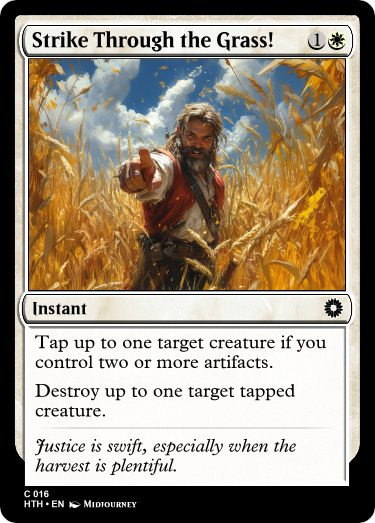 Strike Through the Grass! 1
Instant
Tap up to one target creature if you
control two or more artifacts.
Destroy up to one target tapped
creature.
Justice is swift, especially when the
harvest is plentiful.
C 016
HTH • EN Midjourney